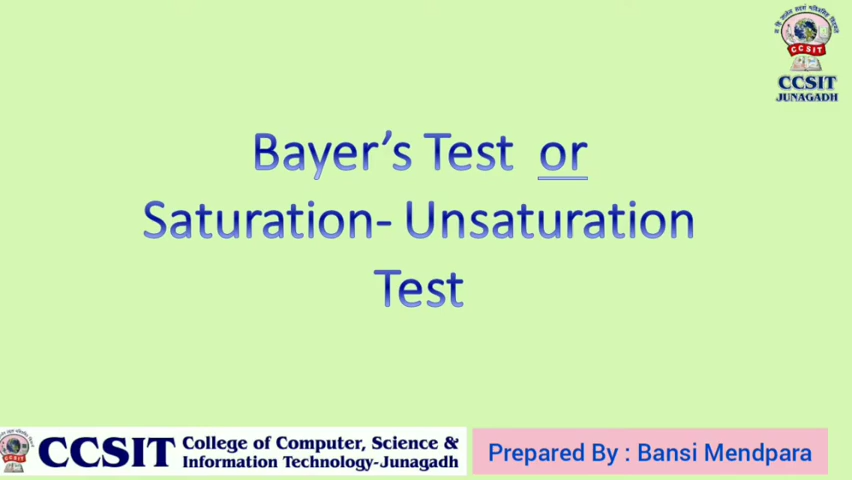 CCSIT
CCSIT
JUNAGADH
Bayer's Test or
Saturation- Unsaturation
Test
CCSIT College of Computer, Science &
Information Technology-Junagadh
Prepared By : Bansi Mendpara